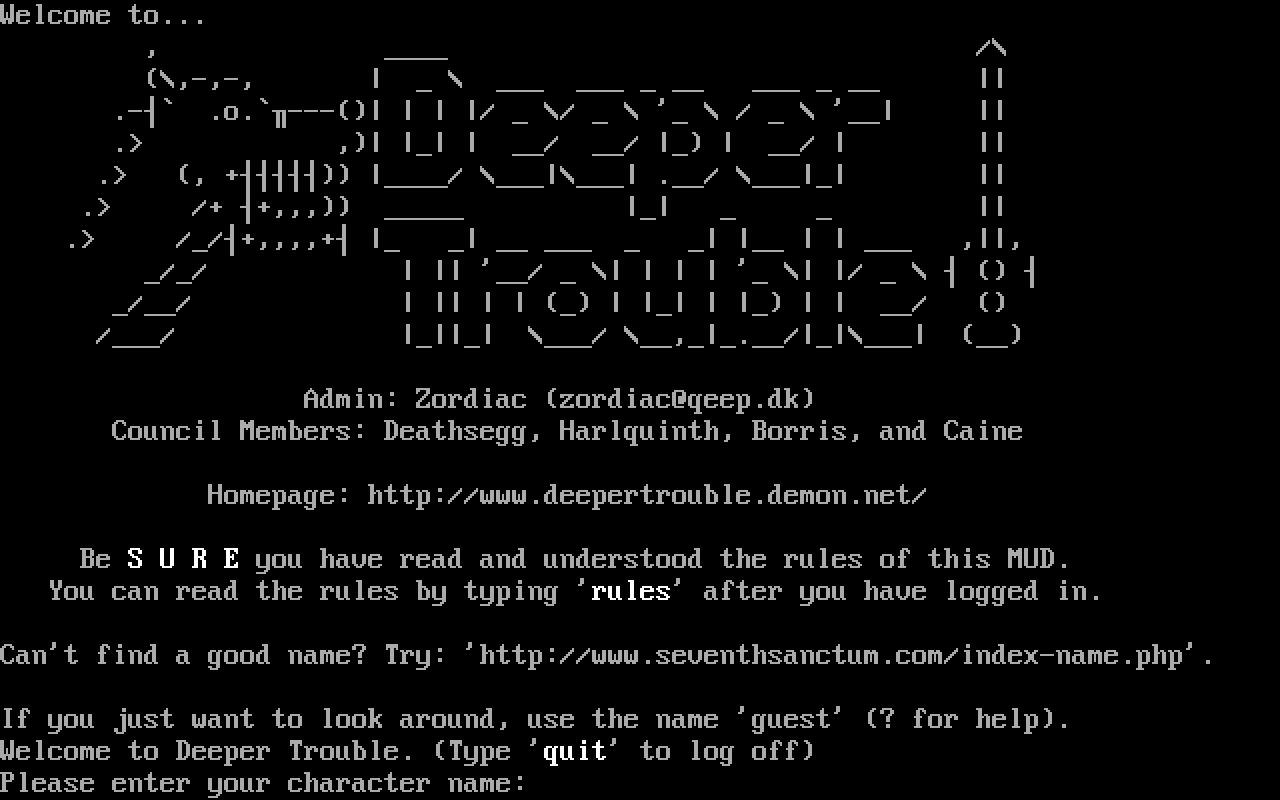 Welcome to...
Deeper
Trouble
Admin: Zordiac (zordiac@qeep.dk)
Council Members: Deathsegg, Harlquinth, Borris, and Caine
Homepage: http://www.deepertrouble.demon.net/
Be S U R E you have read and understood the rules of this MUD.
You can read the rules by typing 'rules' after you have logged in.
Can't find a good name? Try: 'http://www.seventhsanctum.com/index-name.php'.
If you just want to look around, use the name 'guest' (? for help).
Welcome to Deeper Trouble. (Type 'quit' to log off)
Please enter your character name: